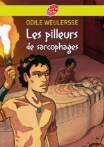 ODILE WEULERSSE
Les pilleurs
de sarcophages